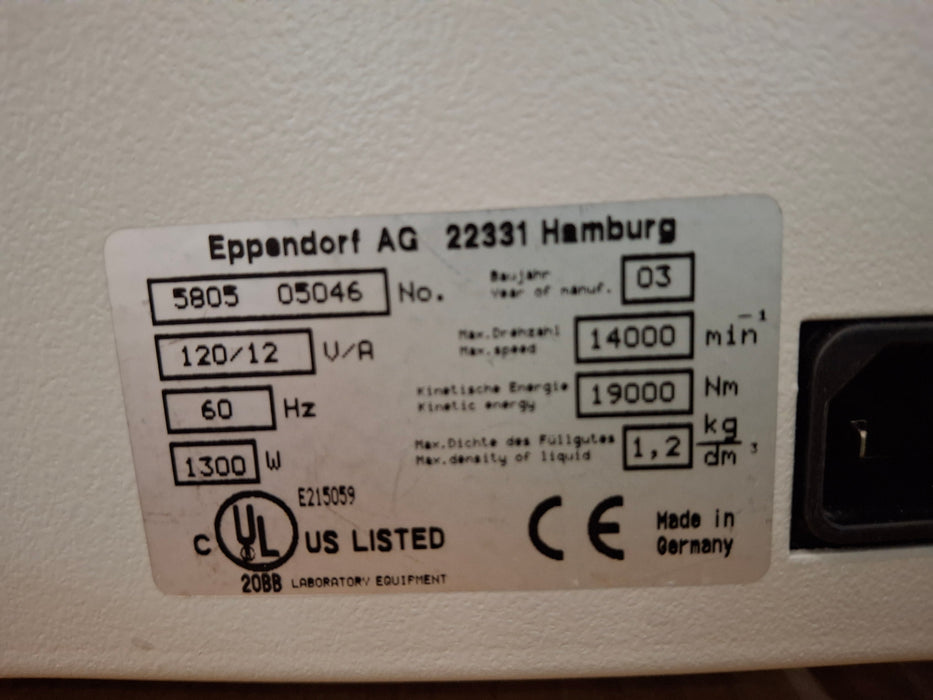 Eppendorf AG 22331 Hamburg
5805 05046 No.
Baujahr
Year of manuf. 03
120/12 V/A
Max.Drehzahl
Max.speed 14000 min⁻¹
60 Hz
Kinetische Energie
Kinetic energy 19000 Nm
1300 W
Max.Dichte des Füllgutes
Max.density of liquid 1,2 kg/dm³
E215059
C UL US LISTED
CE
Made in
Germany
20BB LABORATORY EQUIPMENT